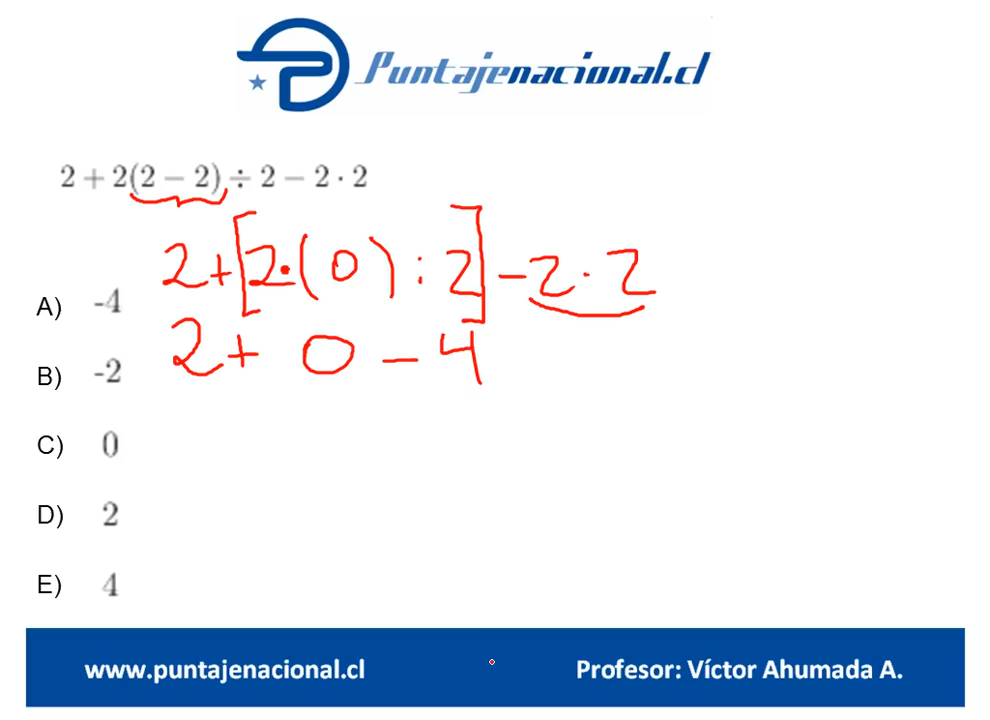 Puntajenacional.cl
2 + 2(2 − 2) ÷ 2 − 2 · 2
2+[2·(0):2]−2·2
A) -4
2+ 0 − 4
B) -2
C) 0
D) 2
E) 4
www.puntajenacional.cl
Profesor: Víctor Ahumada A.